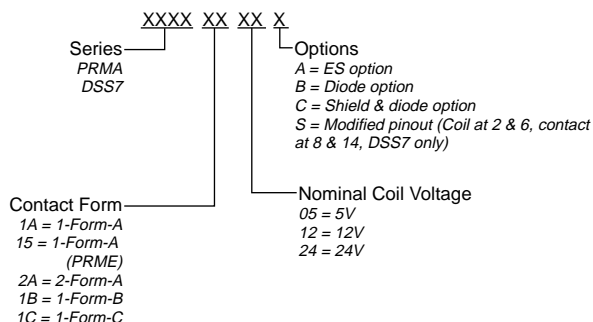 XXXX XX XX X
Series
PRMA
DSS7
Options
A = ES option
B = Diode option
C = Shield & diode option
S = Modified pinout (Coil at 2 & 6, contact
at 8 & 14, DSS7 only)
Contact Form
1A = 1-Form-A
15 = 1-Form-A
(PRME)
2A = 2-Form-A
1B = 1-Form-B
1C = 1-Form-C
Nominal Coil Voltage
05 = 5V
12 = 12V
24 = 24V